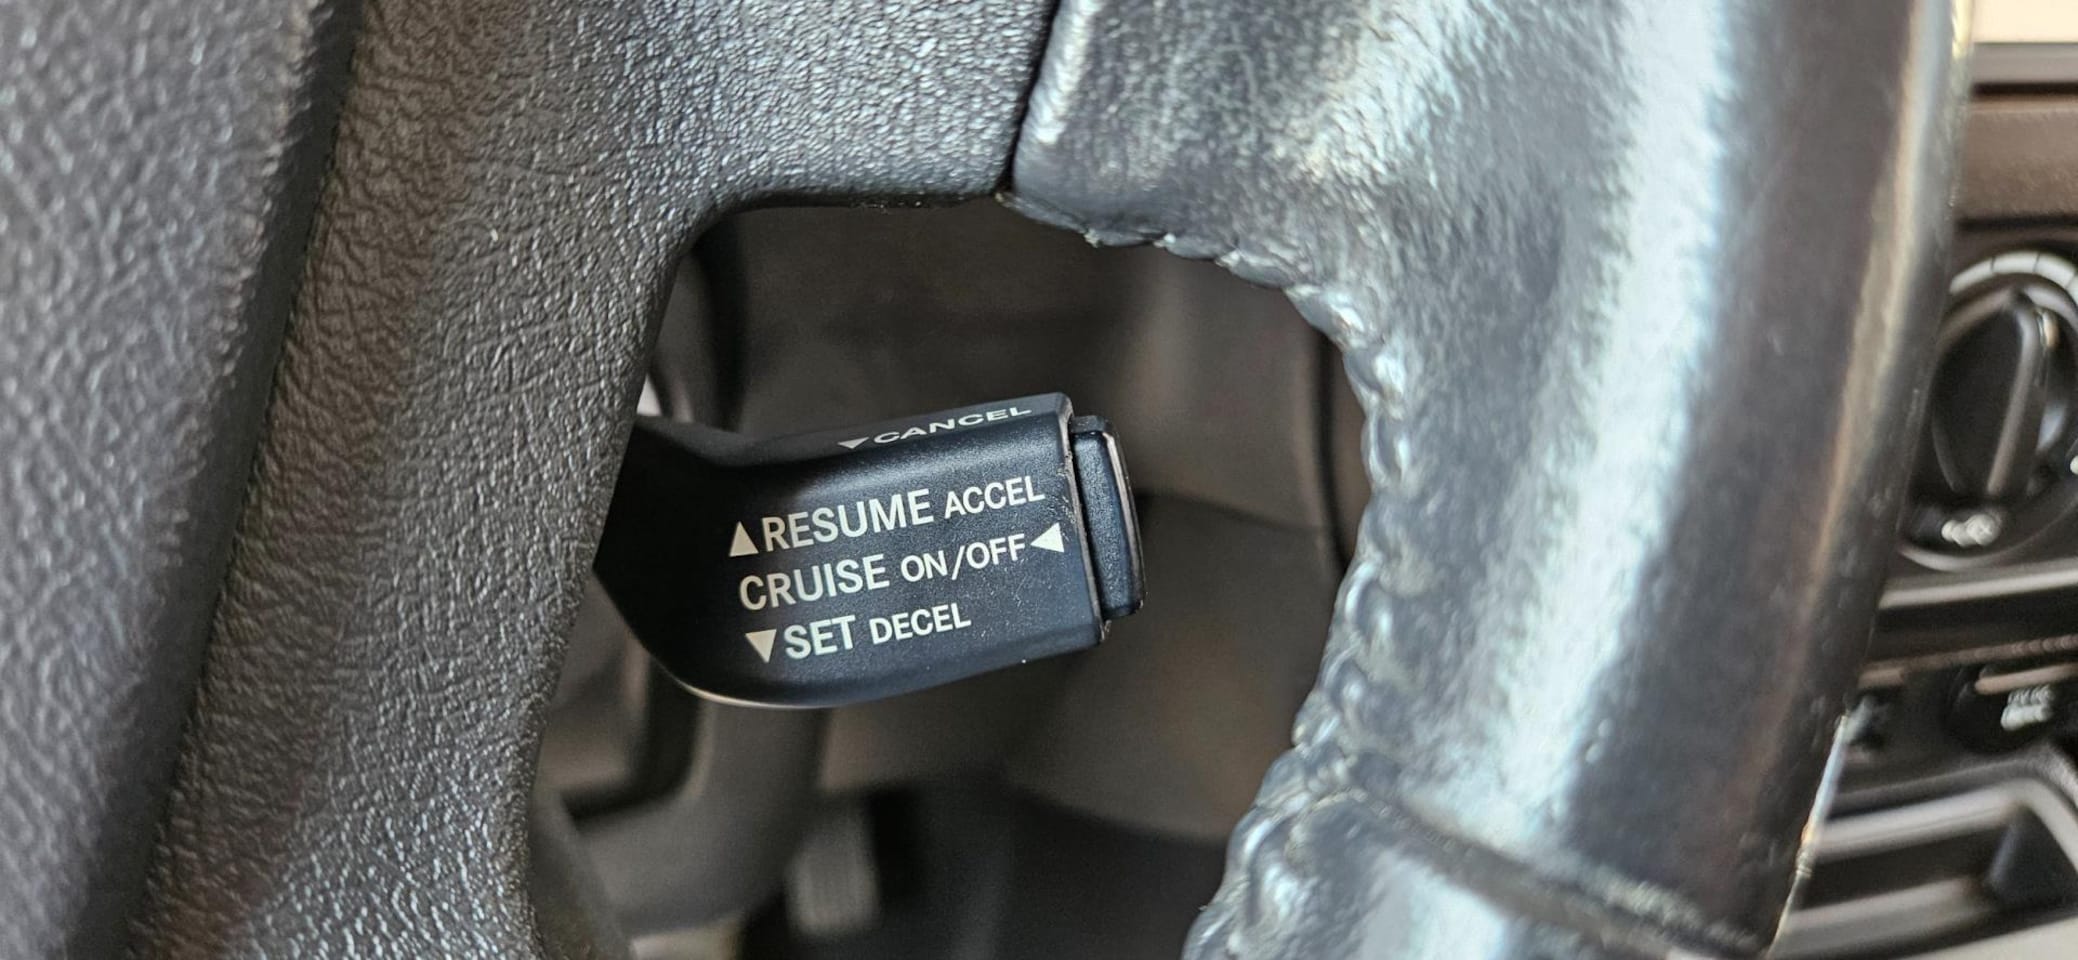 ▼CANCEL
▲RESUME ACCEL
CRUISE ON/OFF◀
▼SET DECEL